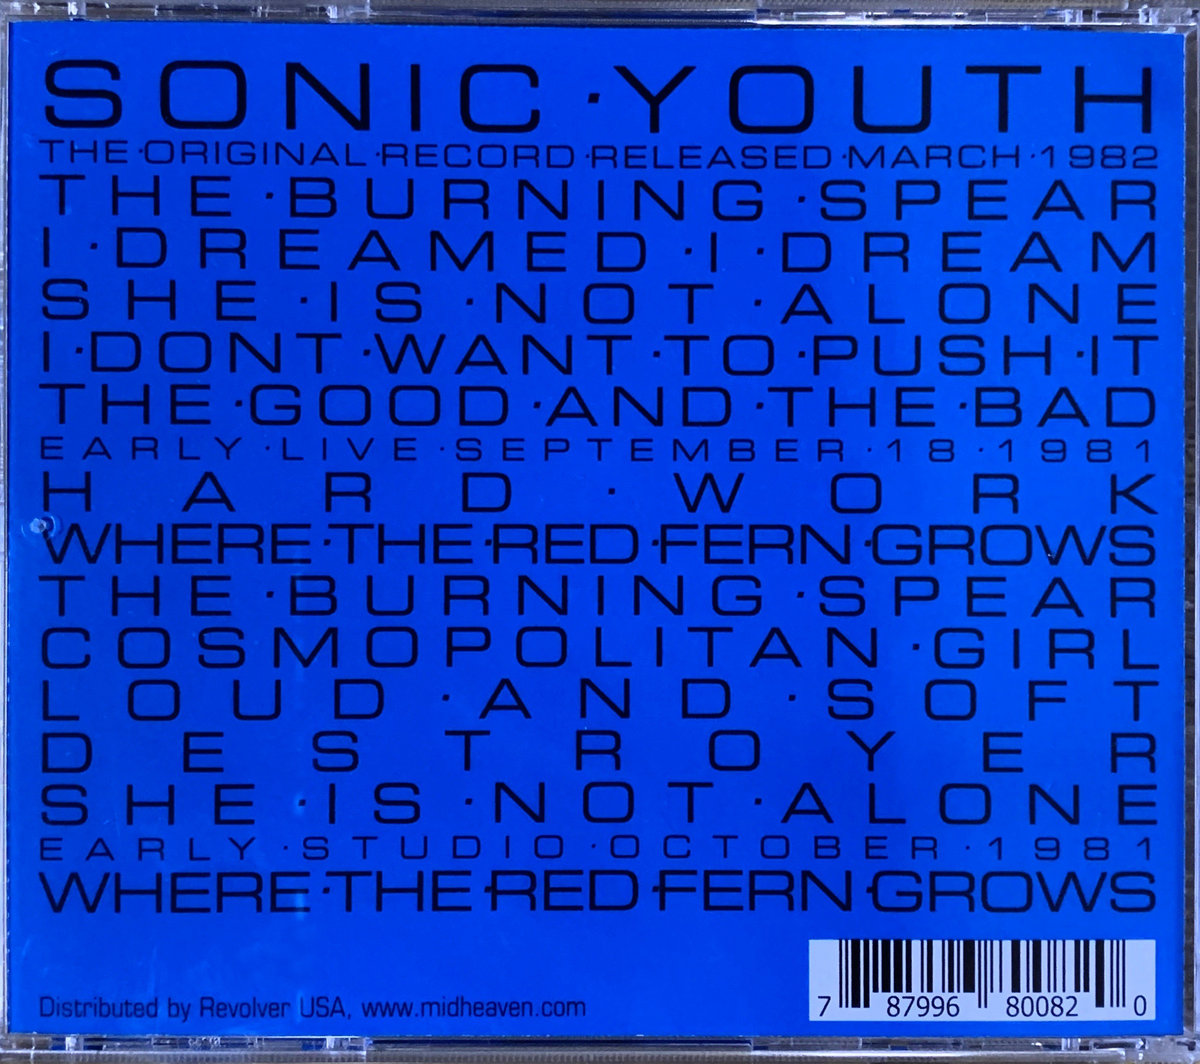 SONIC·YOUTH
THE·ORIGINAL·RECORD·RELEASED·MARCH·1982
THE·BURNING·SPEAR
I·DREAMED·I·DREAM
SHE·IS·NOT·ALONE
I·DONT·WANT·TO·PUSH·IT
THE·GOOD·AND·THE·BAD
EARLY·LIVE·SEPTEMBER·18·1981
HARD·WORK
WHERE·THE·RED·FERN·GROWS
THE·BURNING·SPEAR
COSMOPOLITAN·GIRL
LOUD·AND·SOFT
DESTROYER
SHE·IS·NOT·ALONE
EARLY·STUDIO·OCTOBER·1981
WHERE·THE·RED·FERN·GROWS
Distributed by Revolver USA, www.midheaven.com
7 87996 80082 0